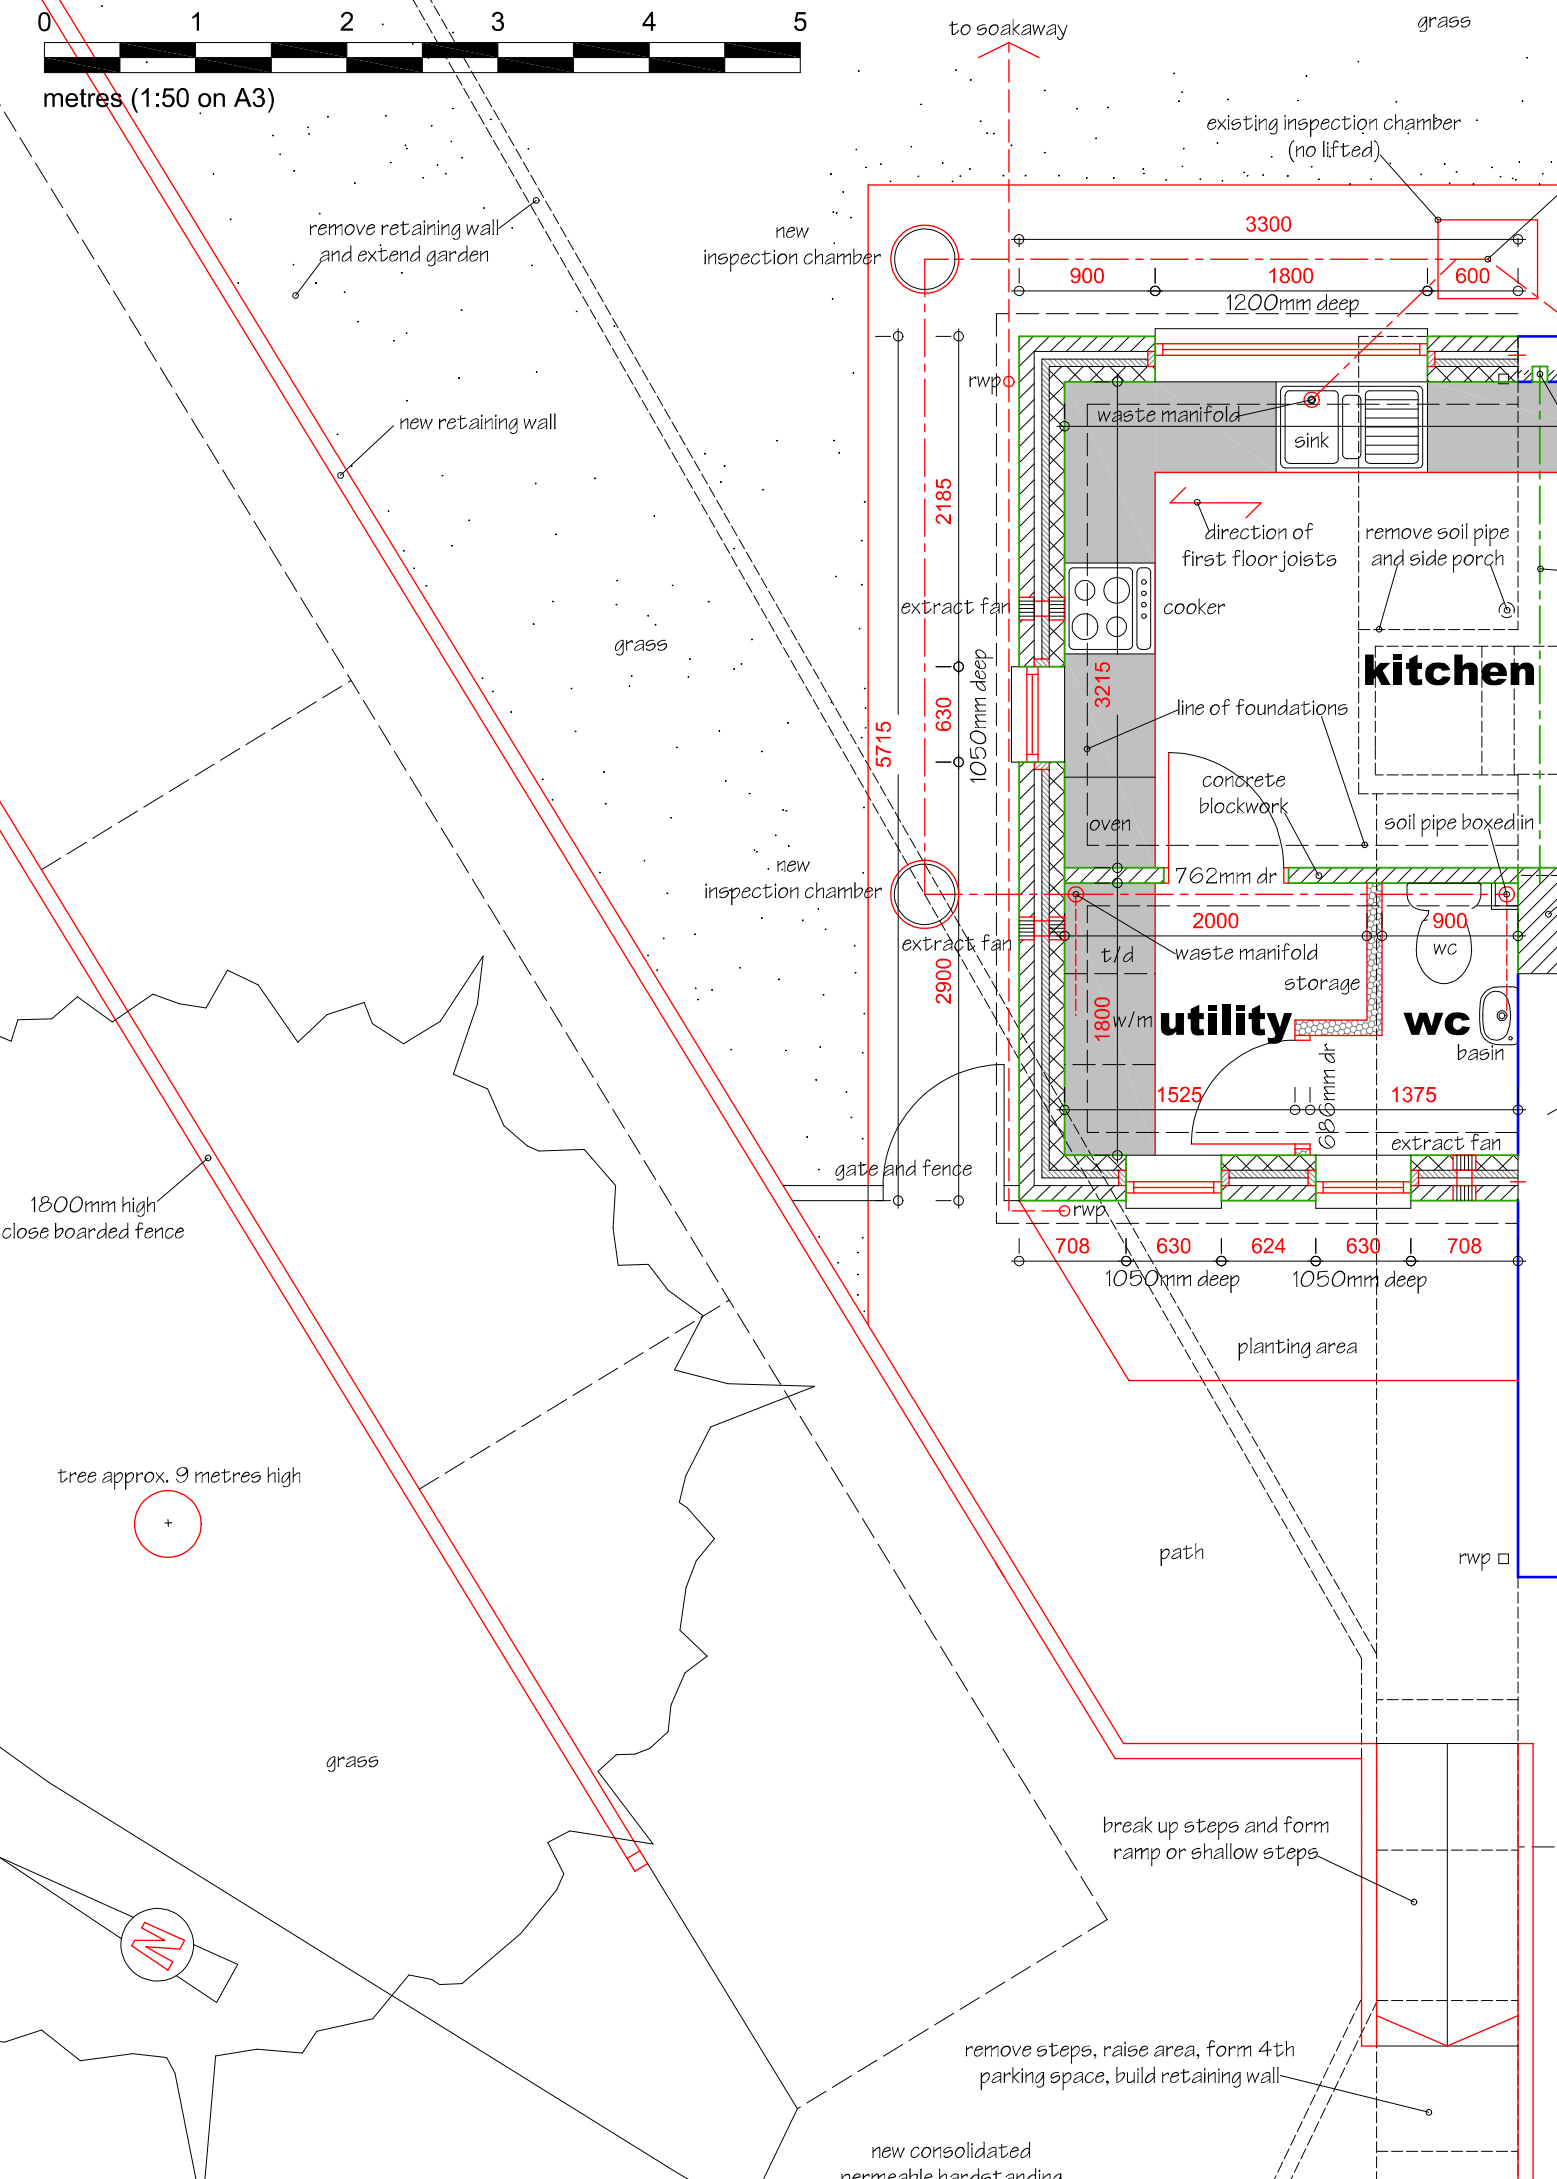 0 1 2 3 4 5
metres (1:50 on A3)
to soakaway
grass
existing inspection chamber
(no lifted)
remove retaining wall
and extend garden
new
inspection chamber
3300
900 1800 600
1200mm deep
rwp
waste manifold
sink
new retaining wall
2185
direction of
first floor joists
remove soil pipe
and side porch
extract fan
cooker
grass
kitchen
1050mm deep
3215
630
5715
line of foundations
concrete
blockwork
oven
soil pipe boxed in
new
inspection chamber
762mm dr
2000
900
extract fan
t/d
waste manifold
wc
storage
2900
1800
w/m
utility
wc
basin
686mm dr
1525
1375
extract fan
gate and fence
1800mm high
close boarded fence
rwp
708 630 624 630 708
1050mm deep 1050mm deep
planting area
tree approx. 9 metres high
path
rwp
grass
break up steps and form
ramp or shallow steps
N
remove steps, raise area, form 4th
parking space, build retaining wall
new consolidated
permeable hardstanding